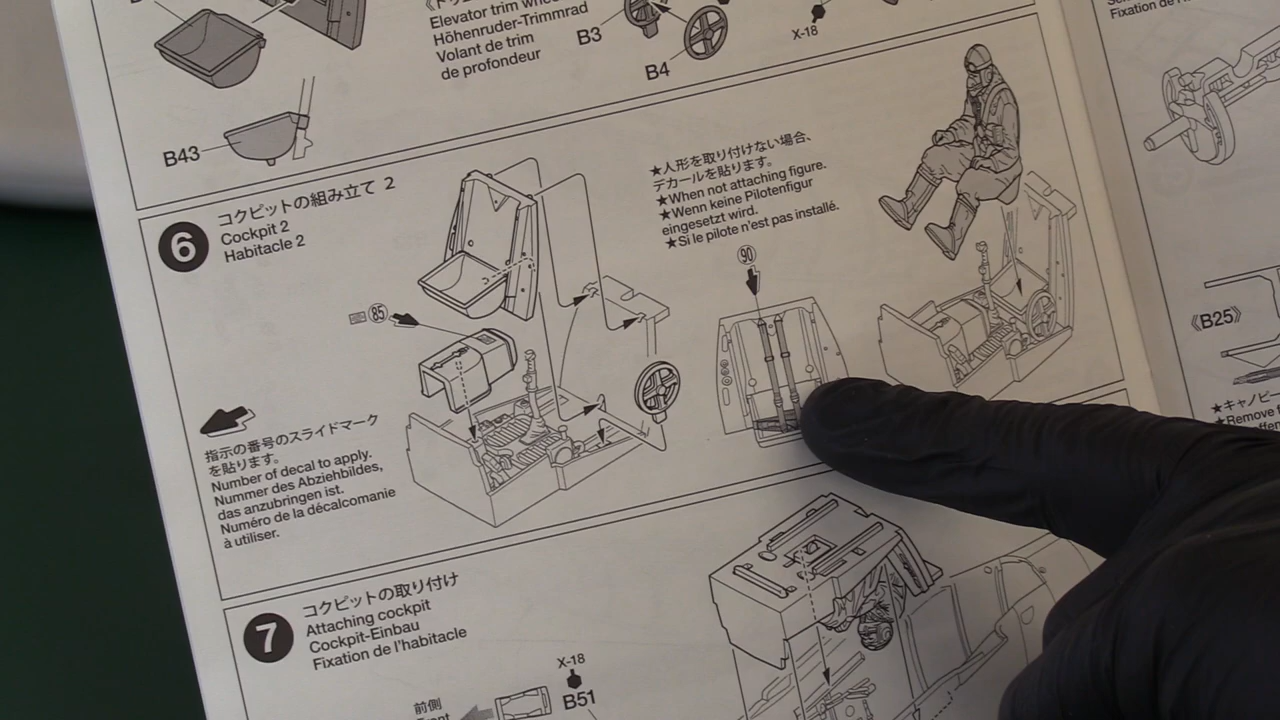 Elevator trim
Höhenruder-Trimmrad
Volant de trim
de profondeur
B3
B4
X-18
B43
6
コクピットの組み立て 2
Cockpit 2
Habitacle 2
85
指示の番号のスライドマーク
を貼ります。
Number of decal to apply.
Nummer des Abziehbildes,
das anzubringen ist.
Numéro de la décalcomanie
à utiliser.
★人形を取り付けない場合、
デカールを貼ります。
★When not attaching figure.
★Wenn keine Pilotenfigur
eingesetzt wird.
★Si le pilote n'est pas installé.
90
7
コクピットの取り付け
Attaching cockpit
Cockpit-Einbau
Fixation de l'habitacle
前側
X-18
B51
Fixation de
《B25》
★キャノピー
★Remove